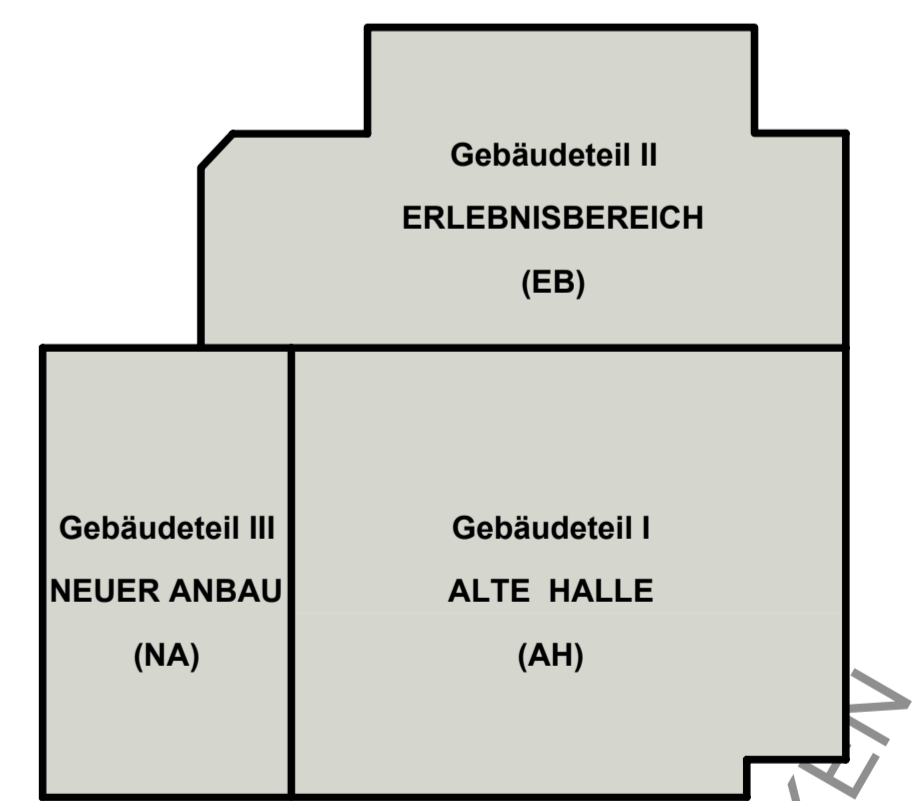 Gebäudeteil II
ERLEBNISBEREICH
(EB)
Gebäudeteil III
NEUER ANBAU
(NA)
Gebäudeteil I
ALTE HALLE
(AH)